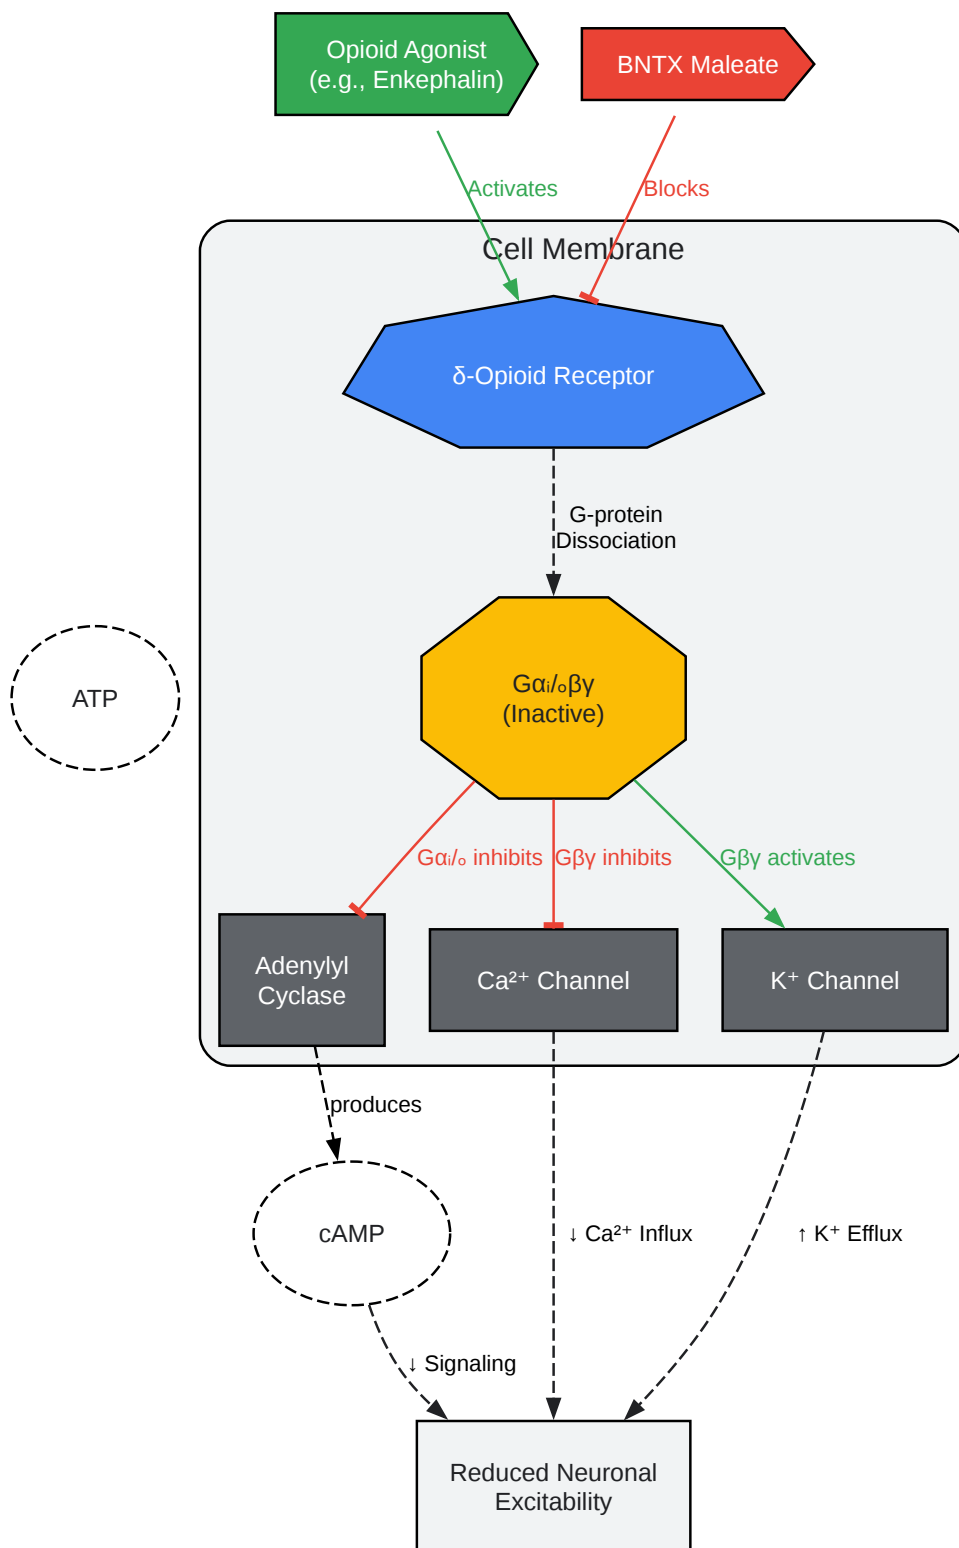 Opioid Agonist
(e.g., Enkephalin)
BNTX Maleate
Activates
Blocks
Cell Membrane
δ-Opioid Receptor
G-protein
Dissociation
ATP
Gαᵢ/ₒβγ
(Inactive)
Gαᵢ/ₒ inhibits
Gβγ inhibits
Gβγ activates
Adenylyl
Cyclase
Ca²⁺ Channel
K⁺ Channel
produces
cAMP
↓ Ca²⁺ Influx
↑ K⁺ Efflux
↓ Signaling
Reduced Neuronal
Excitability